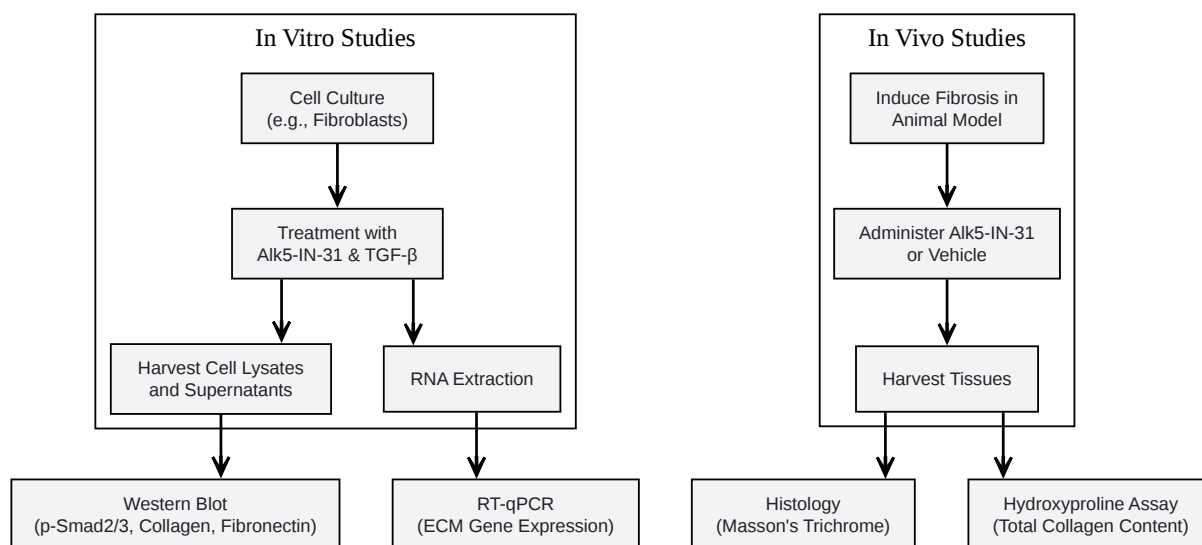 In Vitro Studies
Cell Culture
(e.g., Fibroblasts)
Treatment with
Alk5-IN-31 & TGF-β
Harvest Cell Lysates
and Supernatants
RNA Extraction
Western Blot
(p-Smad2/3, Collagen, Fibronectin)
RT-qPCR
(ECM Gene Expression)
In Vivo Studies
Induce Fibrosis in
Animal Model
Administer Alk5-IN-31
or Vehicle
Harvest Tissues
Histology
(Masson's Trichrome)
Hydroxyproline Assay
(Total Collagen Content)